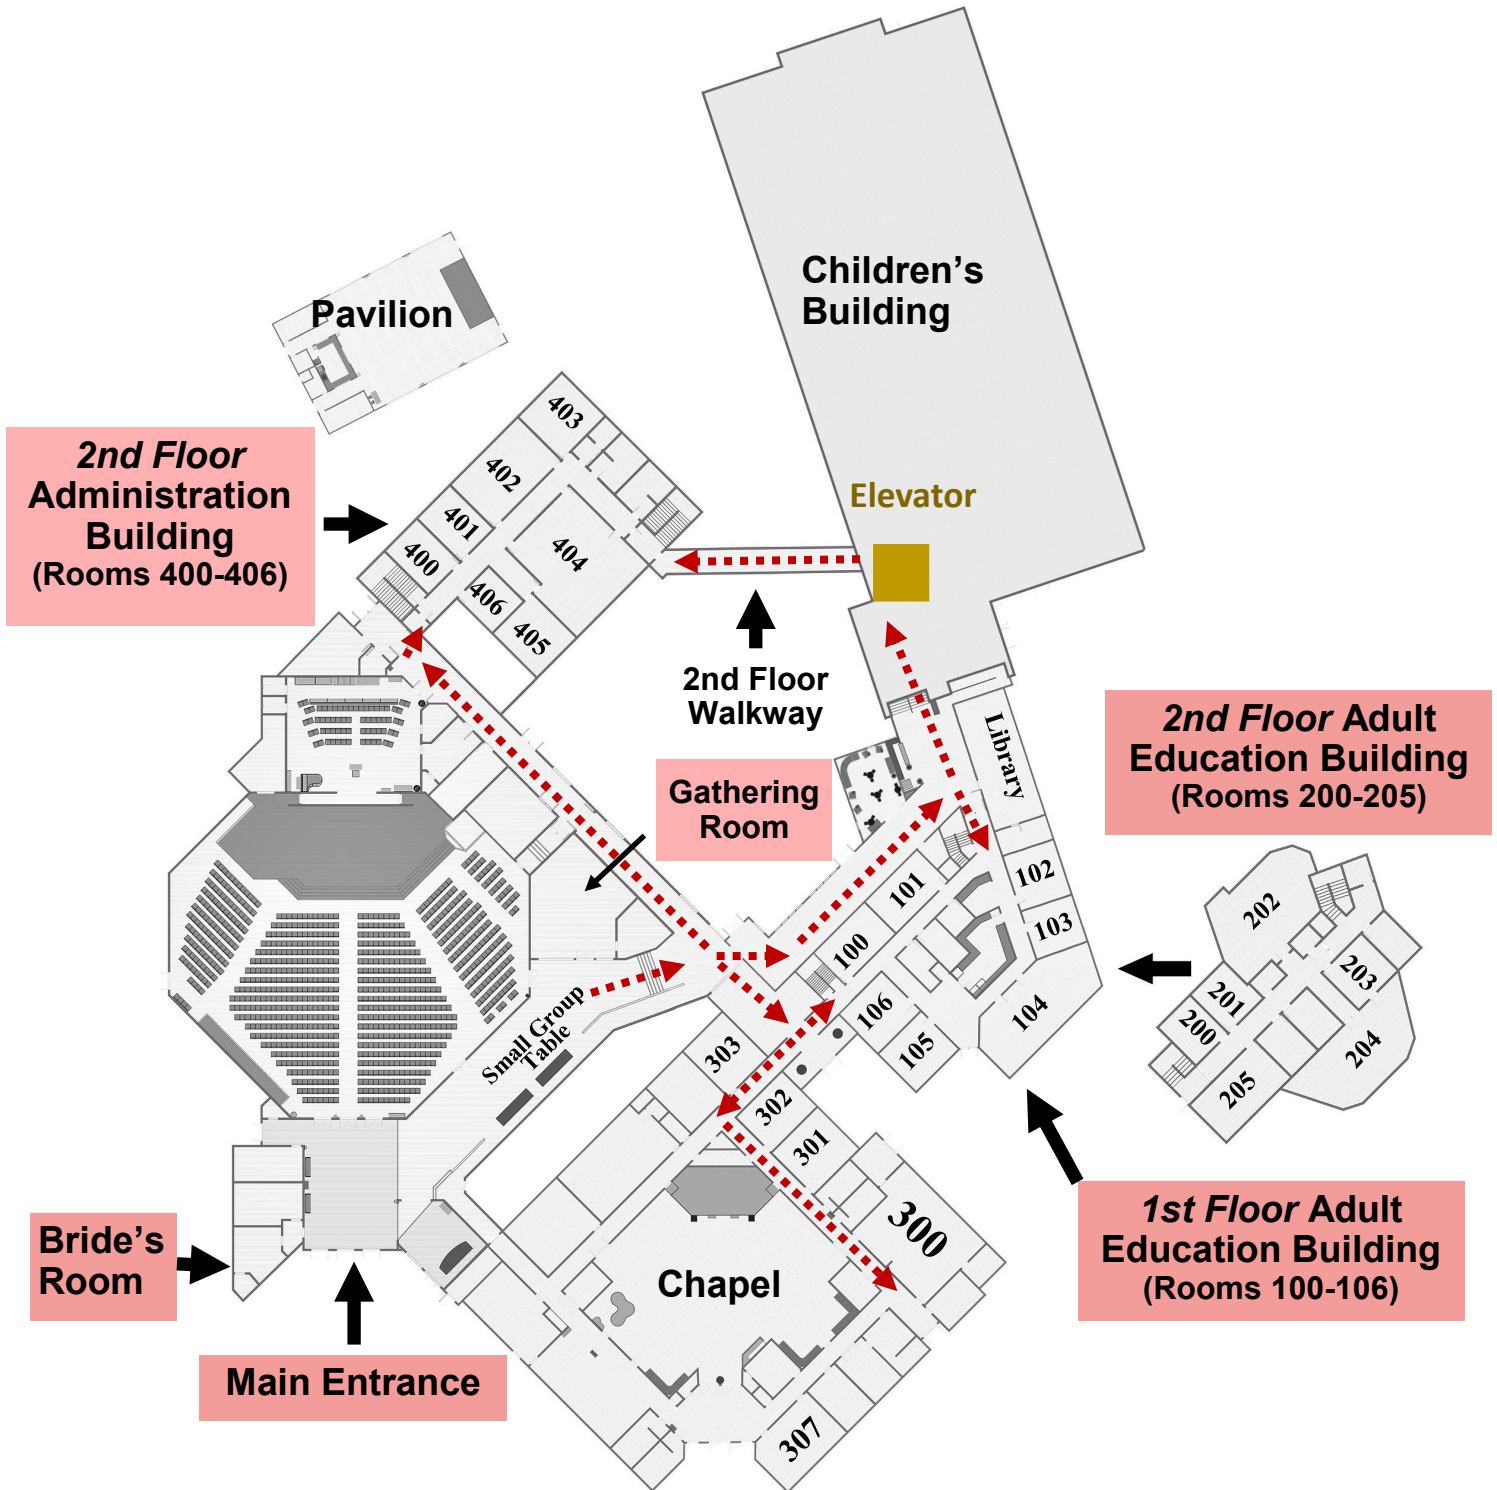 Children's
Building
Pavilion
403
2nd Floor
Administration
Building
(Rooms 400-406)
402
401
400
404
406
405
Elevator
2nd Floor
Walkway
Library
2nd Floor Adult
Education Building
(Rooms 200-205)
Gathering
Room
101
102
103
100
104
106
105
202
203
201
200
204
205
Small Group
Table
303
302
301
300
1st Floor Adult
Education Building
(Rooms 100-106)
Bride's
Room
Chapel
Main Entrance
307